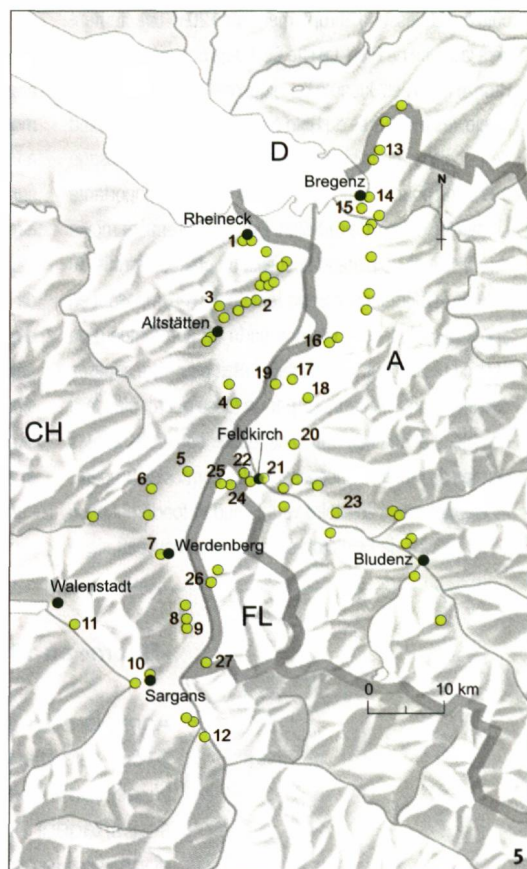 D
13
N
Bregenz
14
15
Rheineck
1
3
2
Altstätten
16
A
19
17
4
18
CH
Feldkirch
20
5
22
21
6
25
24
23
7
Werdenberg
Bludenz
Walenstadt
26
8
FL
11
9
10
27
0
10 km
Sargans
12
5